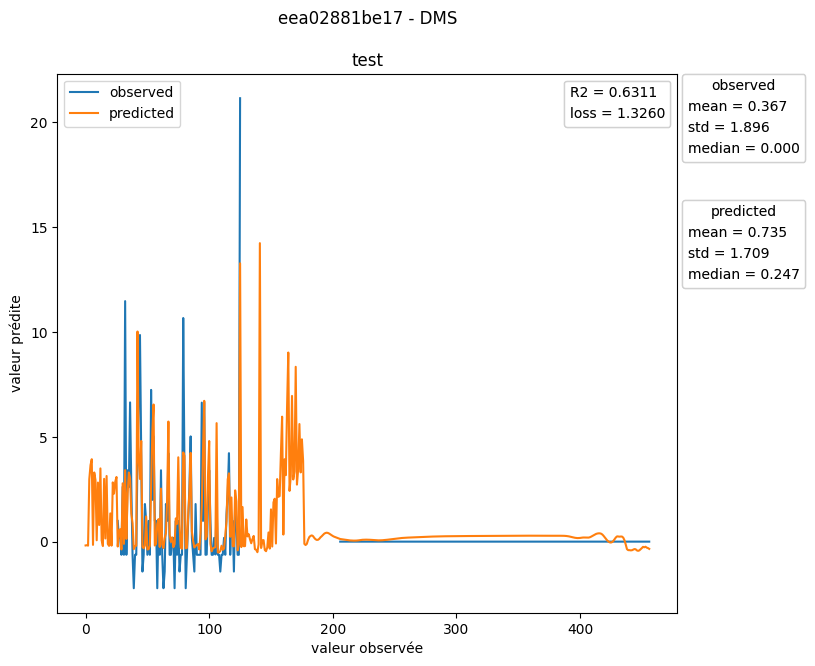 eea02881be17 - DMS
test
observed
predicted
R2 = 0.6311
loss = 1.3260
observed
mean = 0.367
std = 1.896
median = 0.000
predicted
mean = 0.735
std = 1.709
median = 0.247
valeur prédite
20
15
10
5
0
0 100 200 300 400
valeur observée